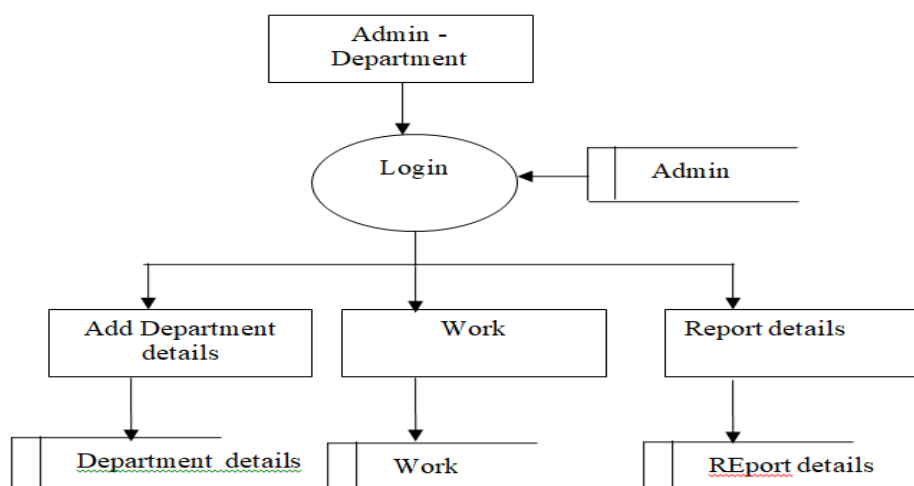 Admin -
Department
Login
Admin
Add Department
details
Work
Report details
Department details
Work
REport details